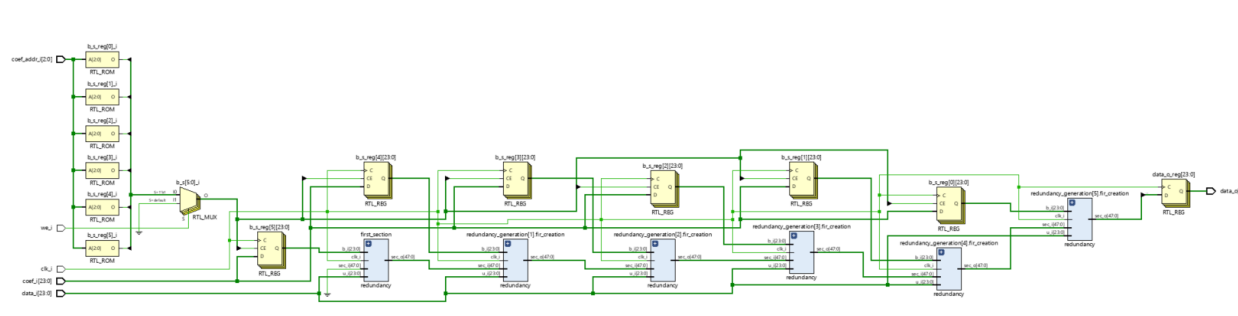 coef_addr_i[2:0]
b_s_reg[0]_i
A[2:0] O
RTL_ROM
b_s_reg[1]_i
A[2:0] O
RTL_ROM
b_s_reg[2]_i
A[2:0] O
RTL_ROM
b_s_reg[3]_i
A[2:0] O
RTL_ROM
b_s_reg[4]_i
A[2:0] O
RTL_ROM
b_s_reg[5]_i
A[2:0] O
RTL_ROM
we_i
clk_i
coef_i[23:0]
data_i[23:0]
b_s[5:0]_i
I0
I1
S
O
RTL_MUX
b_s_reg[5][23:0]
C
CE Q
D
RTL_REG
b_s_reg[4][23:0]
C
CE Q
D
RTL_REG
first_section
b_i[23:0]
clk_i
sec_i[47:0]
u_i[23:0]
sec_o[47:0]
redundancy
b_s_reg[3][23:0]
C
CE Q
D
RTL_REG
redundancy_generation[1].fir_creation
b_i[23:0]
clk_i
sec_i[47:0]
u_i[23:0]
sec_o[47:0]
redundancy
b_s_reg[2][23:0]
C
CE Q
D
RTL_REG
redundancy_generation[2].fir_creation
b_i[23:0]
clk_i
sec_i[47:0]
u_i[23:0]
sec_o[47:0]
redundancy
b_s_reg[1][23:0]
C
CE Q
D
RTL_REG
redundancy_generation[3].fir_creation
b_i[23:0]
clk_i
sec_i[47:0]
u_i[23:0]
sec_o[47:0]
redundancy
b_s_reg[0][23:0]
C
CE Q
D
RTL_REG
redundancy_generation[4].fir_creation
b_i[23:0]
clk_i
sec_i[47:0]
u_i[23:0]
sec_o[47:0]
redundancy
redundancy_generation[5].fir_creation
b_i[23:0]
clk_i
sec_i[47:0]
u_i[23:0]
sec_o[47:0]
redundancy
data_o_reg[23:0]
C
Q
D
RTL_REG
data_o